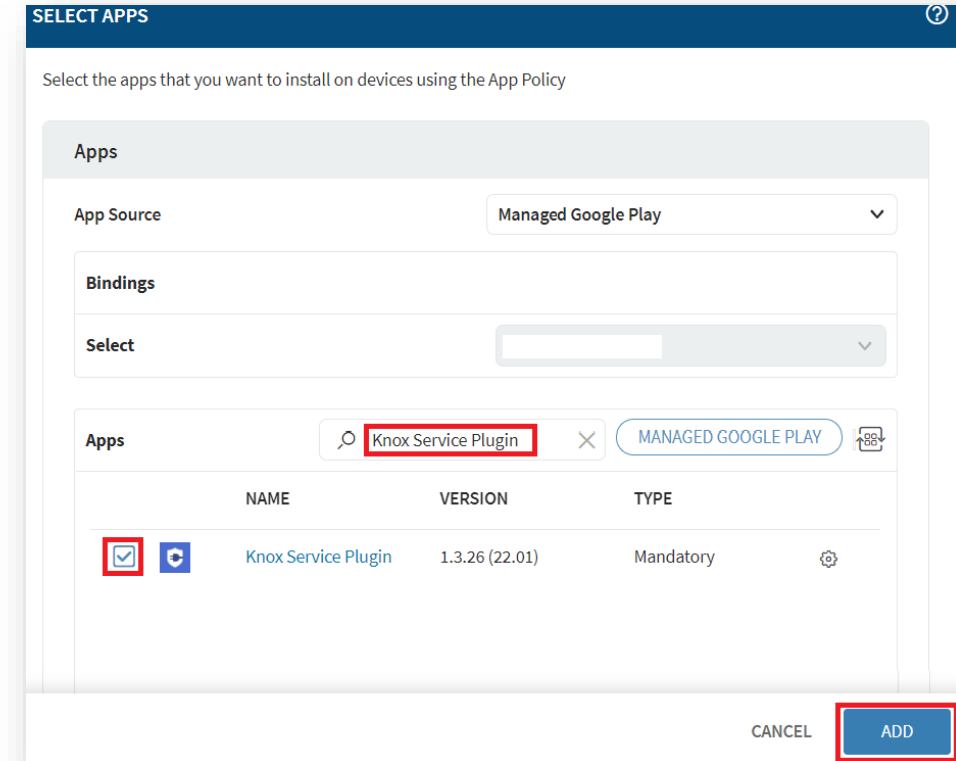 SELECT APPS
Select the apps that you want to install on devices using the App Policy
Apps
App Source Managed Google Play
Bindings
Select
Apps Knox Service Plugin MANAGED GOOGLE PLAY
NAME VERSION TYPE
Knox Service Plugin 1.3.26 (22.01) Mandatory
CANCEL ADD